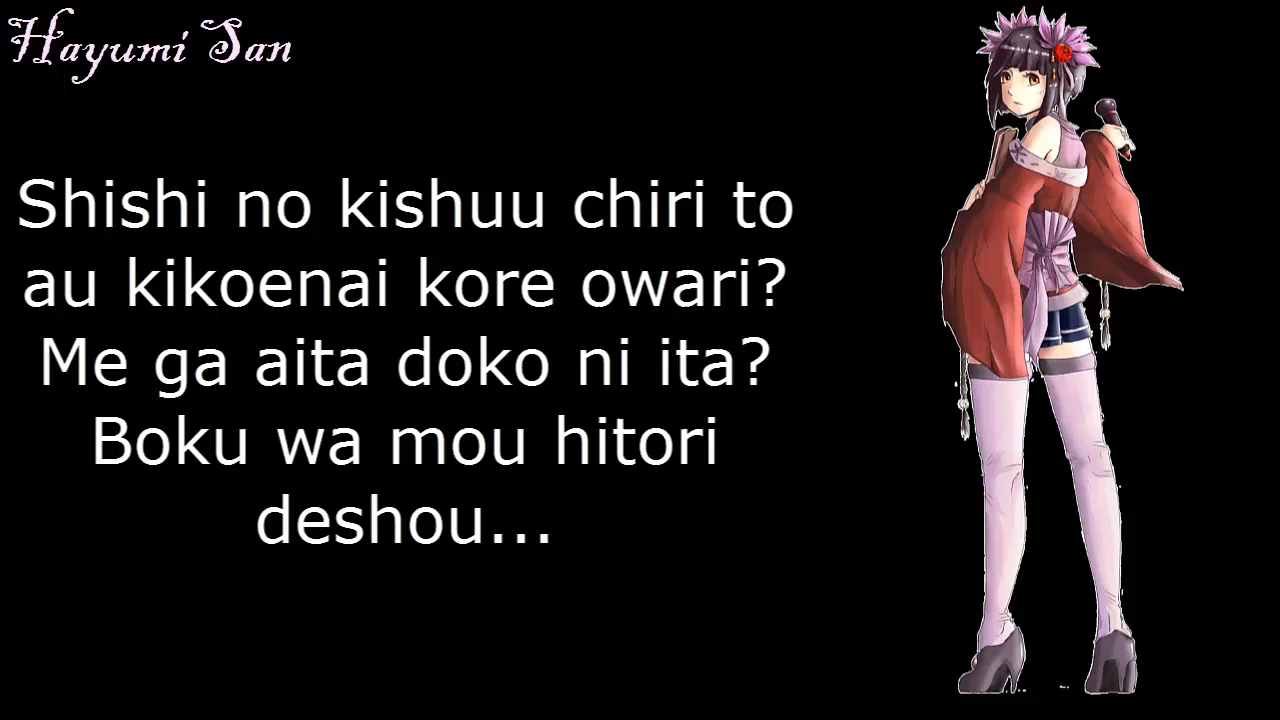 Hayumi San
Shishi no kishuu chiri to
au kikoenai kore owari?
Me ga aita doko ni ita?
Boku wa mou hitori
deshou...